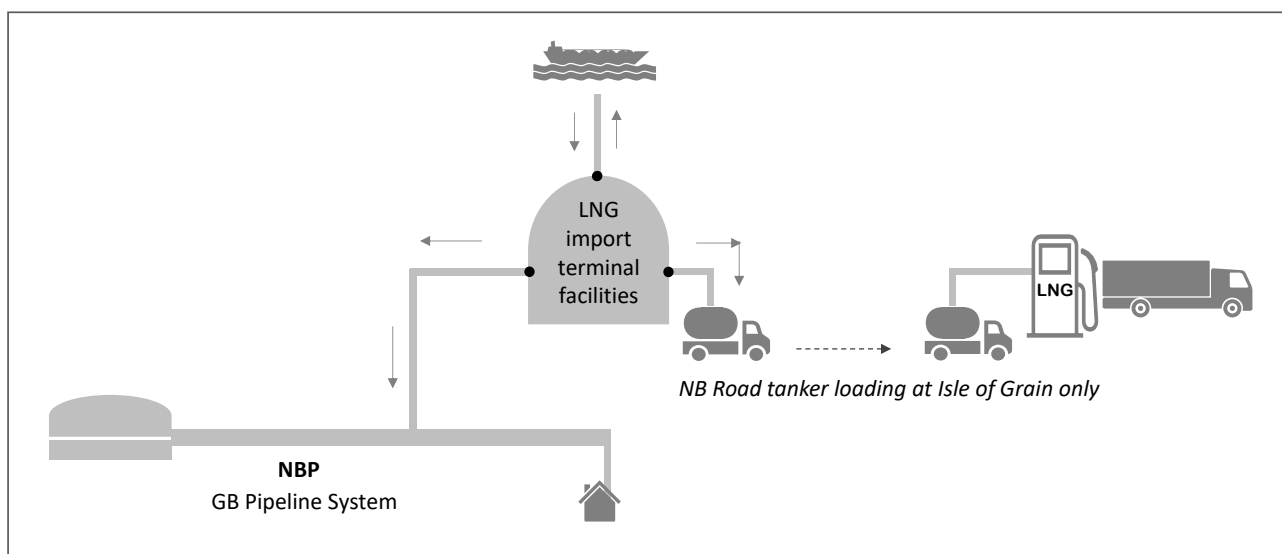 LNG
import
terminal
facilities
LNG
NB Road tanker loading at Isle of Grain only
NBP
GB Pipeline System